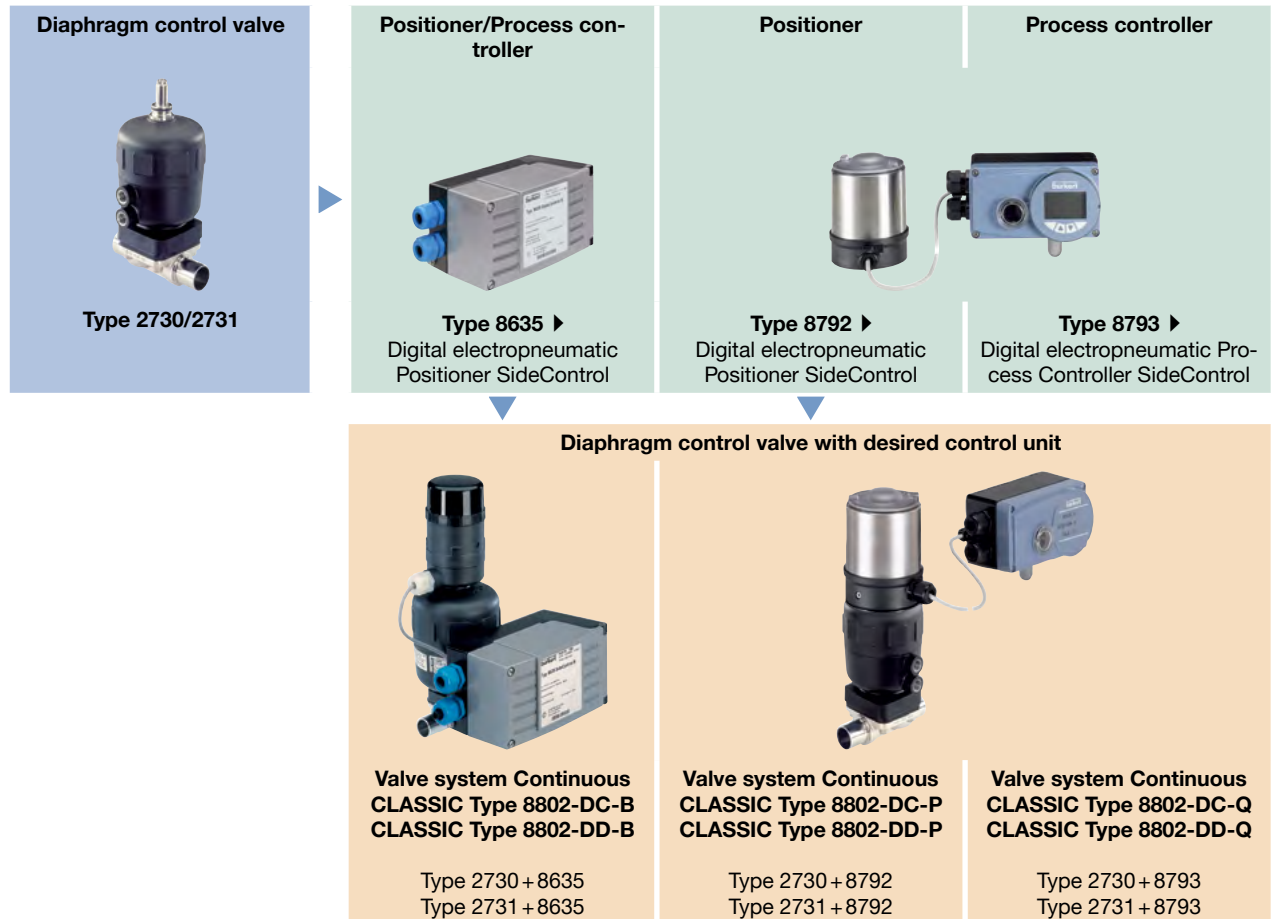 Diaphragm control valve
Positioner/Process con-
troller
Positioner
Process controller
Type 2730/2731
Type 8635
Digital electropneumatic
Positioner SideControl
Type 8792
Digital electropneumatic
Positioner SideControl
Type 8793
Digital electropneumatic Pro-
cess Controller SideControl
Diaphragm control valve with desired control unit
Valve system Continuous
CLASSIC Type 8802-DC-B
CLASSIC Type 8802-DD-B
Type 2730 + 8635
Type 2731 + 8635
Valve system Continuous
CLASSIC Type 8802-DC-P
CLASSIC Type 8802-DD-P
Type 2730 + 8792
Type 2731 + 8792
Valve system Continuous
CLASSIC Type 8802-DC-Q
CLASSIC Type 8802-DD-Q
Type 2730 + 8793
Type 2731 + 8793